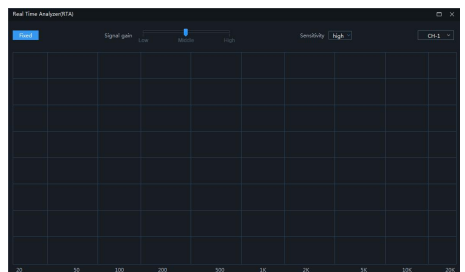 Real Time Analyzer(RTA)
Fixed Signal gain Low Middle High Sensitivity high CH-1
20 50 100 200 500 1K 2K 5K 10K 20K